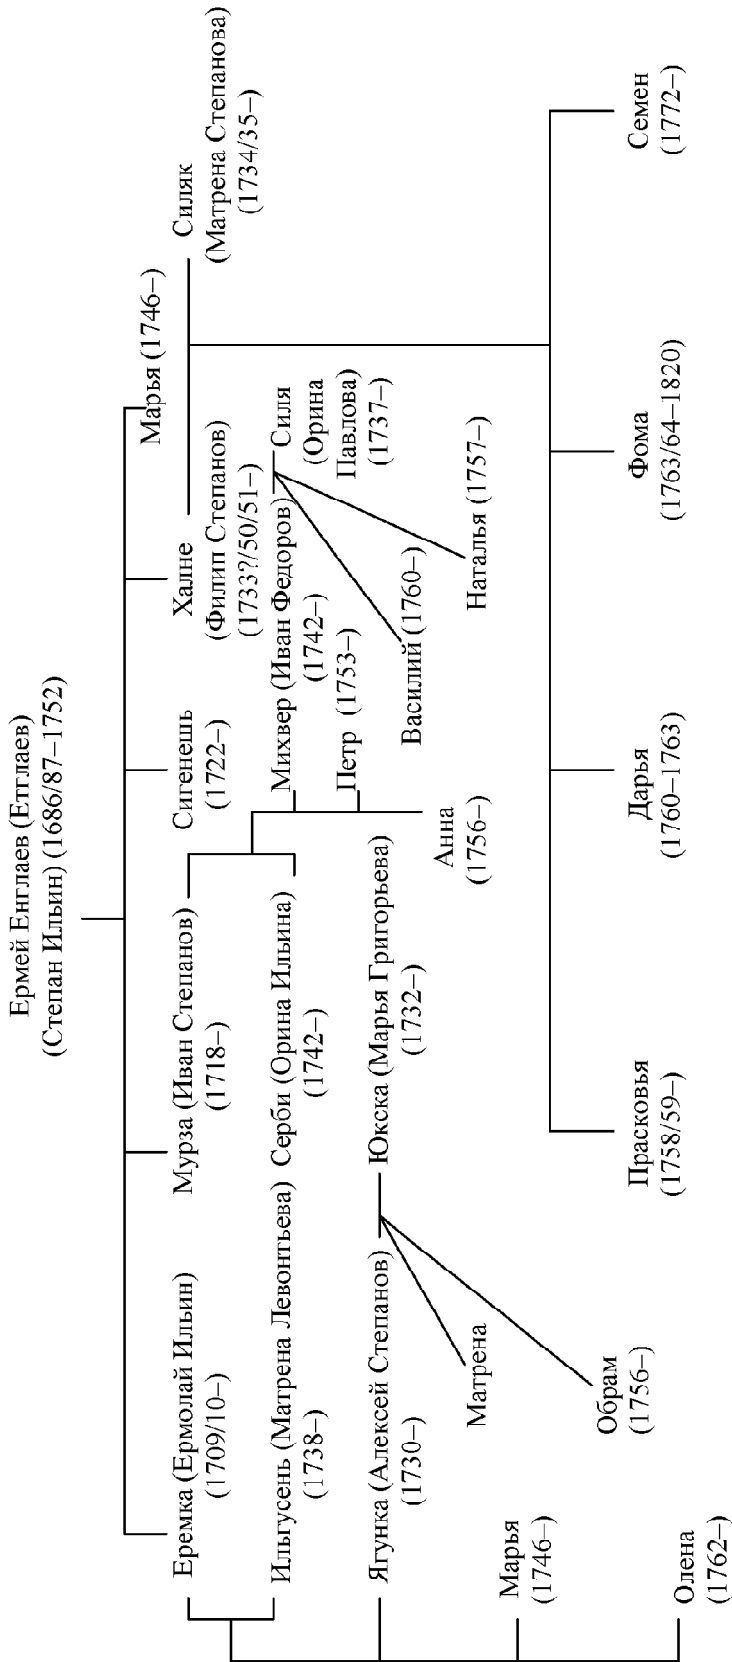 Ермей Енглаев (Етглаев)
(Степан Ильин) (1686/87–1752)
Еремка (Ермолай Ильин)
(1709/10–)
Мурза (Иван Степанов)
(1718–)
Сигенешь
(1722–)
Халне
(Филип Степанов)
(1733?/50/51–)
Марья (1746–)
Силяк
(Матрена Степанова)
(1734/35–)
Ильгусень (Матрена Левонтьева)
(1738–)
Серби (Орина Ильина)
(1742–)
Михвер (Иван Федоров)
(1742–)
Силя
(Орина
Павлова)
(1737–)
Петр (1753–)
Ягунка (Алексей Степанов)
(1730–)
Юкска (Марья Григорьева)
(1732–)
Анна
(1756–)
Василий (1760–)
Наталья (1757–)
Марья
(1746–)
Матрена
Обрам
(1756–)
Олена
(1762–)
Прасковья
(1758/59–)
Дарья
(1760–1763)
Фома
(1763/64–1820)
Семен
(1772–)